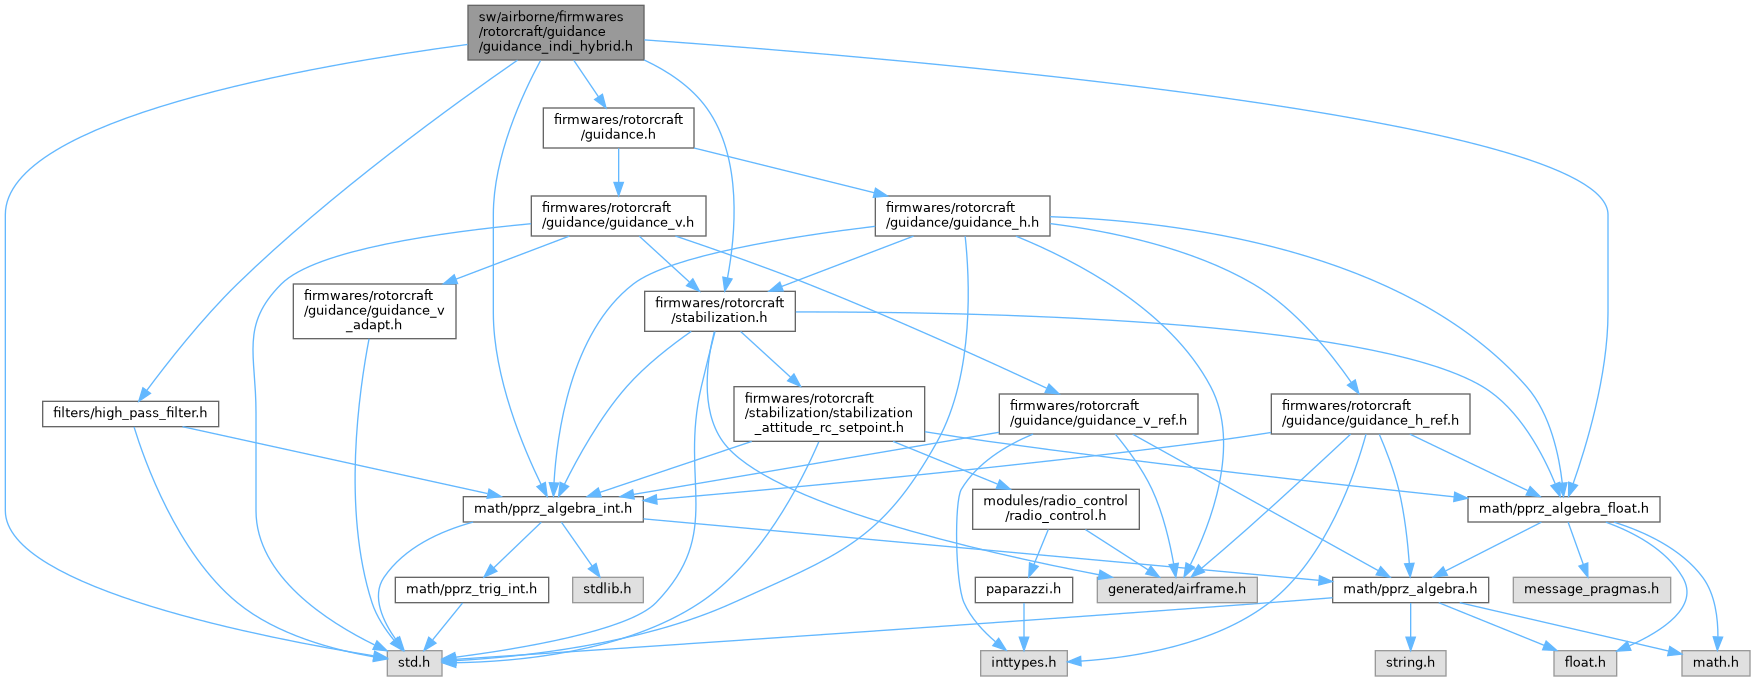 sw/airborne/firmwares
/rotorcraft/guidance
/guidance_indi_hybrid.h
firmwares/rotorcraft
/guidance.h
firmwares/rotorcraft
/guidance/guidance_v.h
firmwares/rotorcraft
/guidance/guidance_h.h
firmwares/rotorcraft
/guidance/guidance_v
_adapt.h
firmwares/rotorcraft
/stabilization.h
filters/high_pass_filter.h
firmwares/rotorcraft
/stabilization/stabilization
_attitude_rc_setpoint.h
firmwares/rotorcraft
/guidance/guidance_v_ref.h
firmwares/rotorcraft
/guidance/guidance_h_ref.h
math/pprz_algebra_int.h
modules/radio_control
/radio_control.h
math/pprz_algebra_float.h
math/pprz_trig_int.h
stdlib.h
paparazzi.h
generated/airframe.h
math/pprz_algebra.h
message_pragmas.h
std.h
inttypes.h
string.h
float.h
math.h